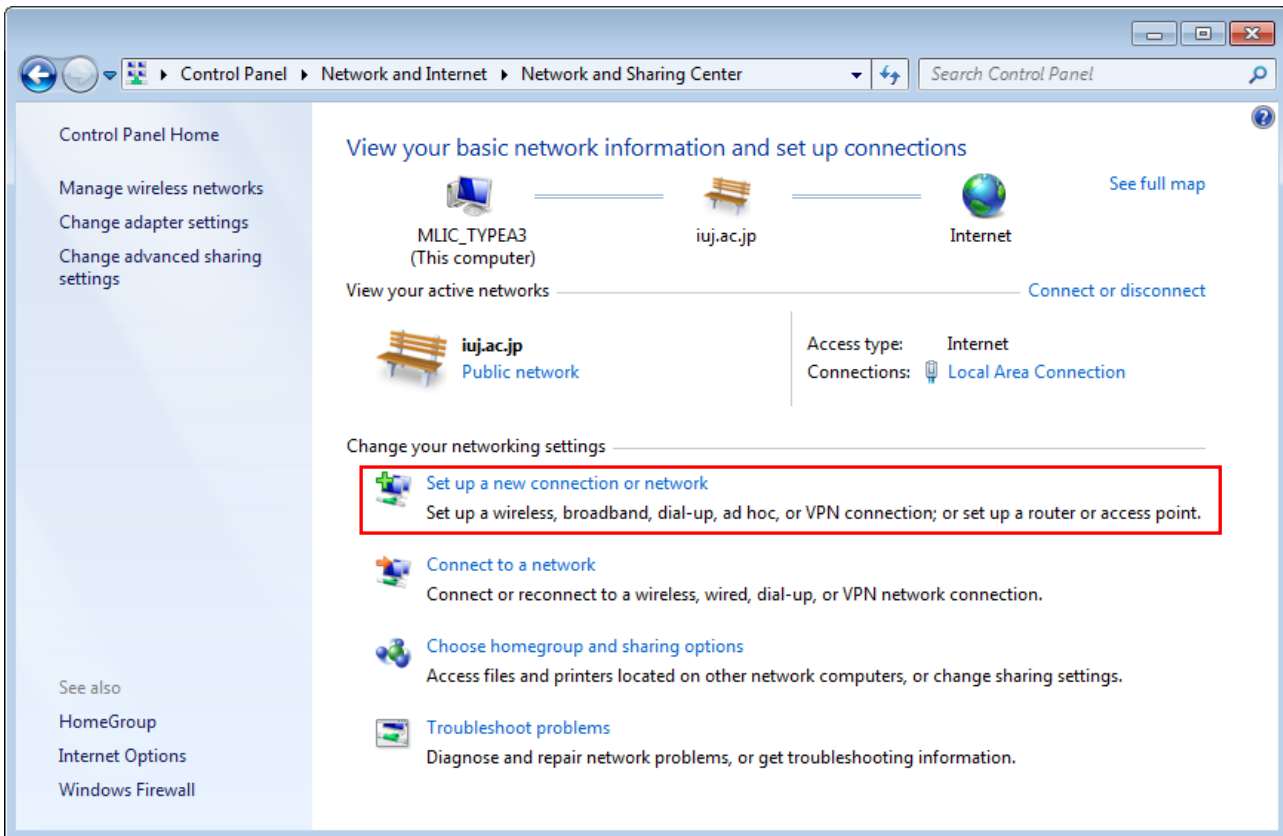 Control Panel ▸ Network and Internet ▸ Network and Sharing Center
Search Control Panel
Control Panel Home
Manage wireless networks
Change adapter settings
Change advanced sharing
settings
See also
HomeGroup
Internet Options
Windows Firewall
View your basic network information and set up connections
See full map
MLIC_TYPEA3
(This computer)
iuj.ac.jp
Internet
View your active networks
Connect or disconnect
iuj.ac.jp
Public network
Access type: Internet
Connections: Local Area Connection
Change your networking settings
Set up a new connection or network
Set up a wireless, broadband, dial-up, ad hoc, or VPN connection; or set up a router or access point.
Connect to a network
Connect or reconnect to a wireless, wired, dial-up, or VPN network connection.
Choose homegroup and sharing options
Access files and printers located on other network computers, or change sharing settings.
Troubleshoot problems
Diagnose and repair network problems, or get troubleshooting information.